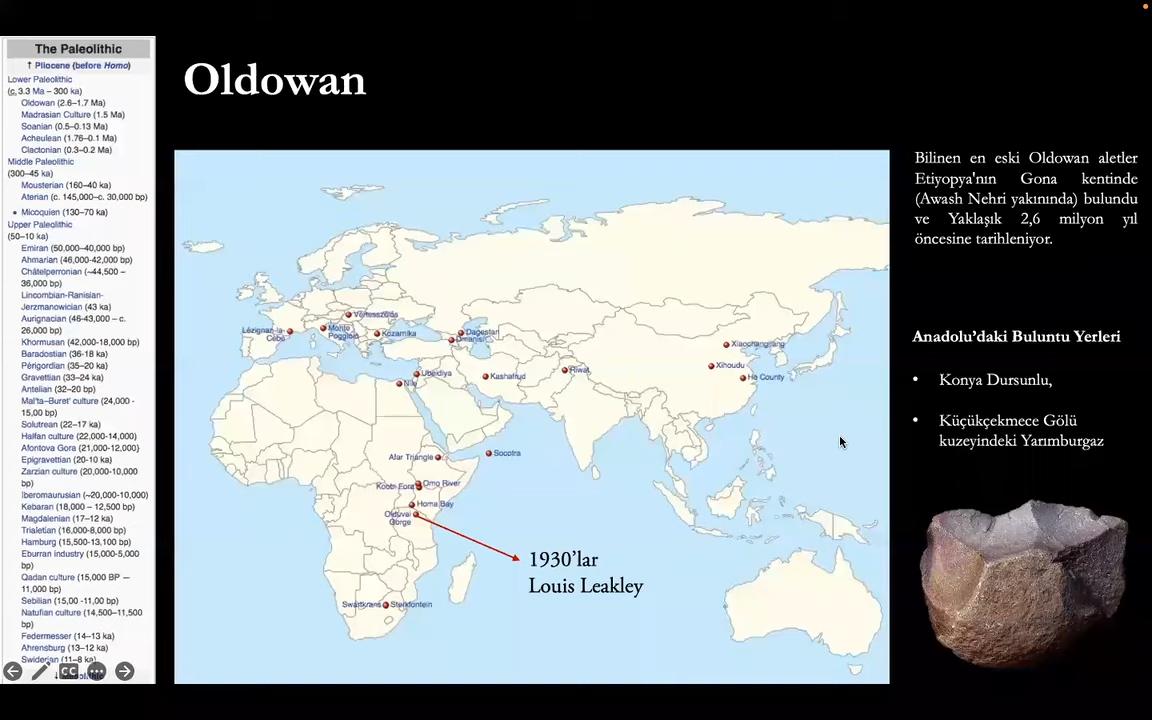 The Paleolithic
↑ Pliocene (before Homo)
Lower Paleolithic
(c. 3.3 Ma – 300 ka)
Oldowan (2.6–1.7 Ma)
Madrasian Culture (1.5 Ma)
Soanian (0.5–0.13 Ma)
Acheulean (1.76–0.1 Ma)
Clactonian (0.3–0.2 Ma)
Middle Paleolithic
(300–45 ka)
Mousterian (160–40 ka)
Aterian (c. 145,000–c. 30,000 bp)
• Micoquien (130–70 ka)
Upper Paleolithic
(50–10 ka)
Emiran (50,000–40,000 bp)
Ahmarian (46,000-42,000 bp)
Châtelperronian (~44,500 –
36,000 bp)
Lincombian-Ranisian-
Jerzmanowician (43 ka)
Aurignacian (46-43,000 – c.
26,000 bp)
Khormusan (42,000-18,000 bp)
Baradostian (36-18 ka)
Périgordian (35–20 ka)
Gravettian (33–24 ka)
Antelian (32–20 bp)
Mal'ta–Buret' culture (24,000 -
15,00 bp)
Solutrean (22–17 ka)
Halfan culture (22,000-14,000)
Afontova Gora (21,000-12,000)
Epigravettian (20-10 ka)
Zarzian culture (20,000-10,000
bp)
Iberomaurusian (~20,000-10,000)
Kebaran (18,000 – 12,500 bp)
Magdalenian (17–12 ka)
Trialetian (16,000-8,000 bp)
Hamburg (15,500-13,100 bp)
Eburran industry (15,000-5,000
bp)
Qadan culture (15,000 BP —
11,000 bp)
Sebilian (15,00 -11,00 bp)
Natufian culture (14,500–11,500
bp)
Federmesser (14–13 ka)
Ahrensburg (13–12 ka)
Swiderian (11–8 ka)
CC
Oldowan
Vértesszőlős
Lézignan-la-
Cébe
Monte
Poggiolo
Kozarnika
Dagestan
Dmanisi
Ubeidiya
Nile
Kashafrud
Riwat
Xiaochangliang
Xihoudu
He County
Afar Triangle
Socotra
Omo River
Koobi Fora
Homa Bay
Olduvai
Gorge
Swartkrans
Sterkfontein
1930’lar
Louis Leakley
Bilinen en eski Oldowan aletler
Etiyopya'nın Gona kentinde
(Awash Nehri yakınında) bulundu
ve Yaklaşık 2,6 milyon yıl
öncesine tarihleniyor.
Anadolu’daki Buluntu Yerleri
• Konya Dursunlu,
• Küçükçekmece Gölü
kuzeyindeki Yarımburgaz